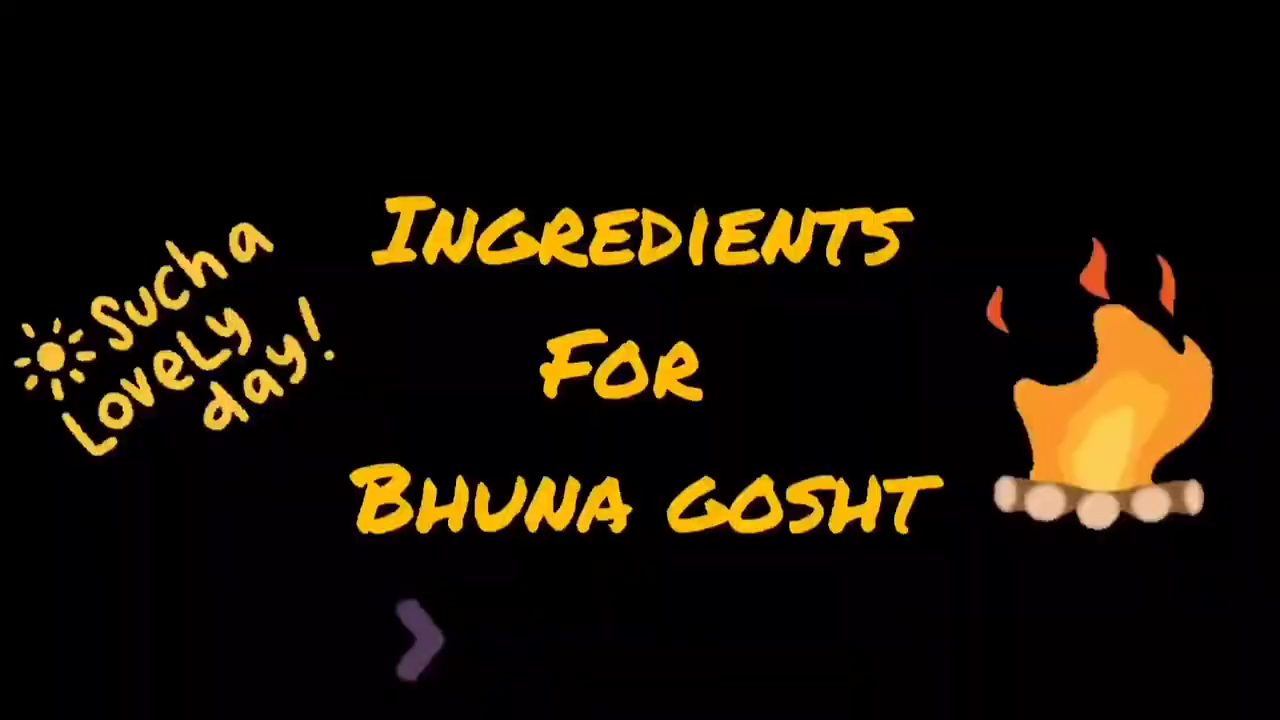 Such a
Lovely
day!
INGREDIENTS
FOR
BHUNA GOSHT